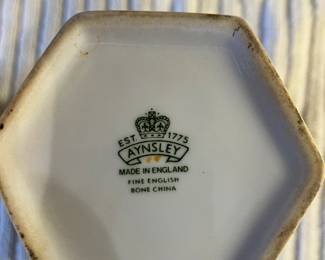 EST. 1775
AYNSLEY
MADE IN ENGLAND
FINE ENGLISH
BONE CHINA